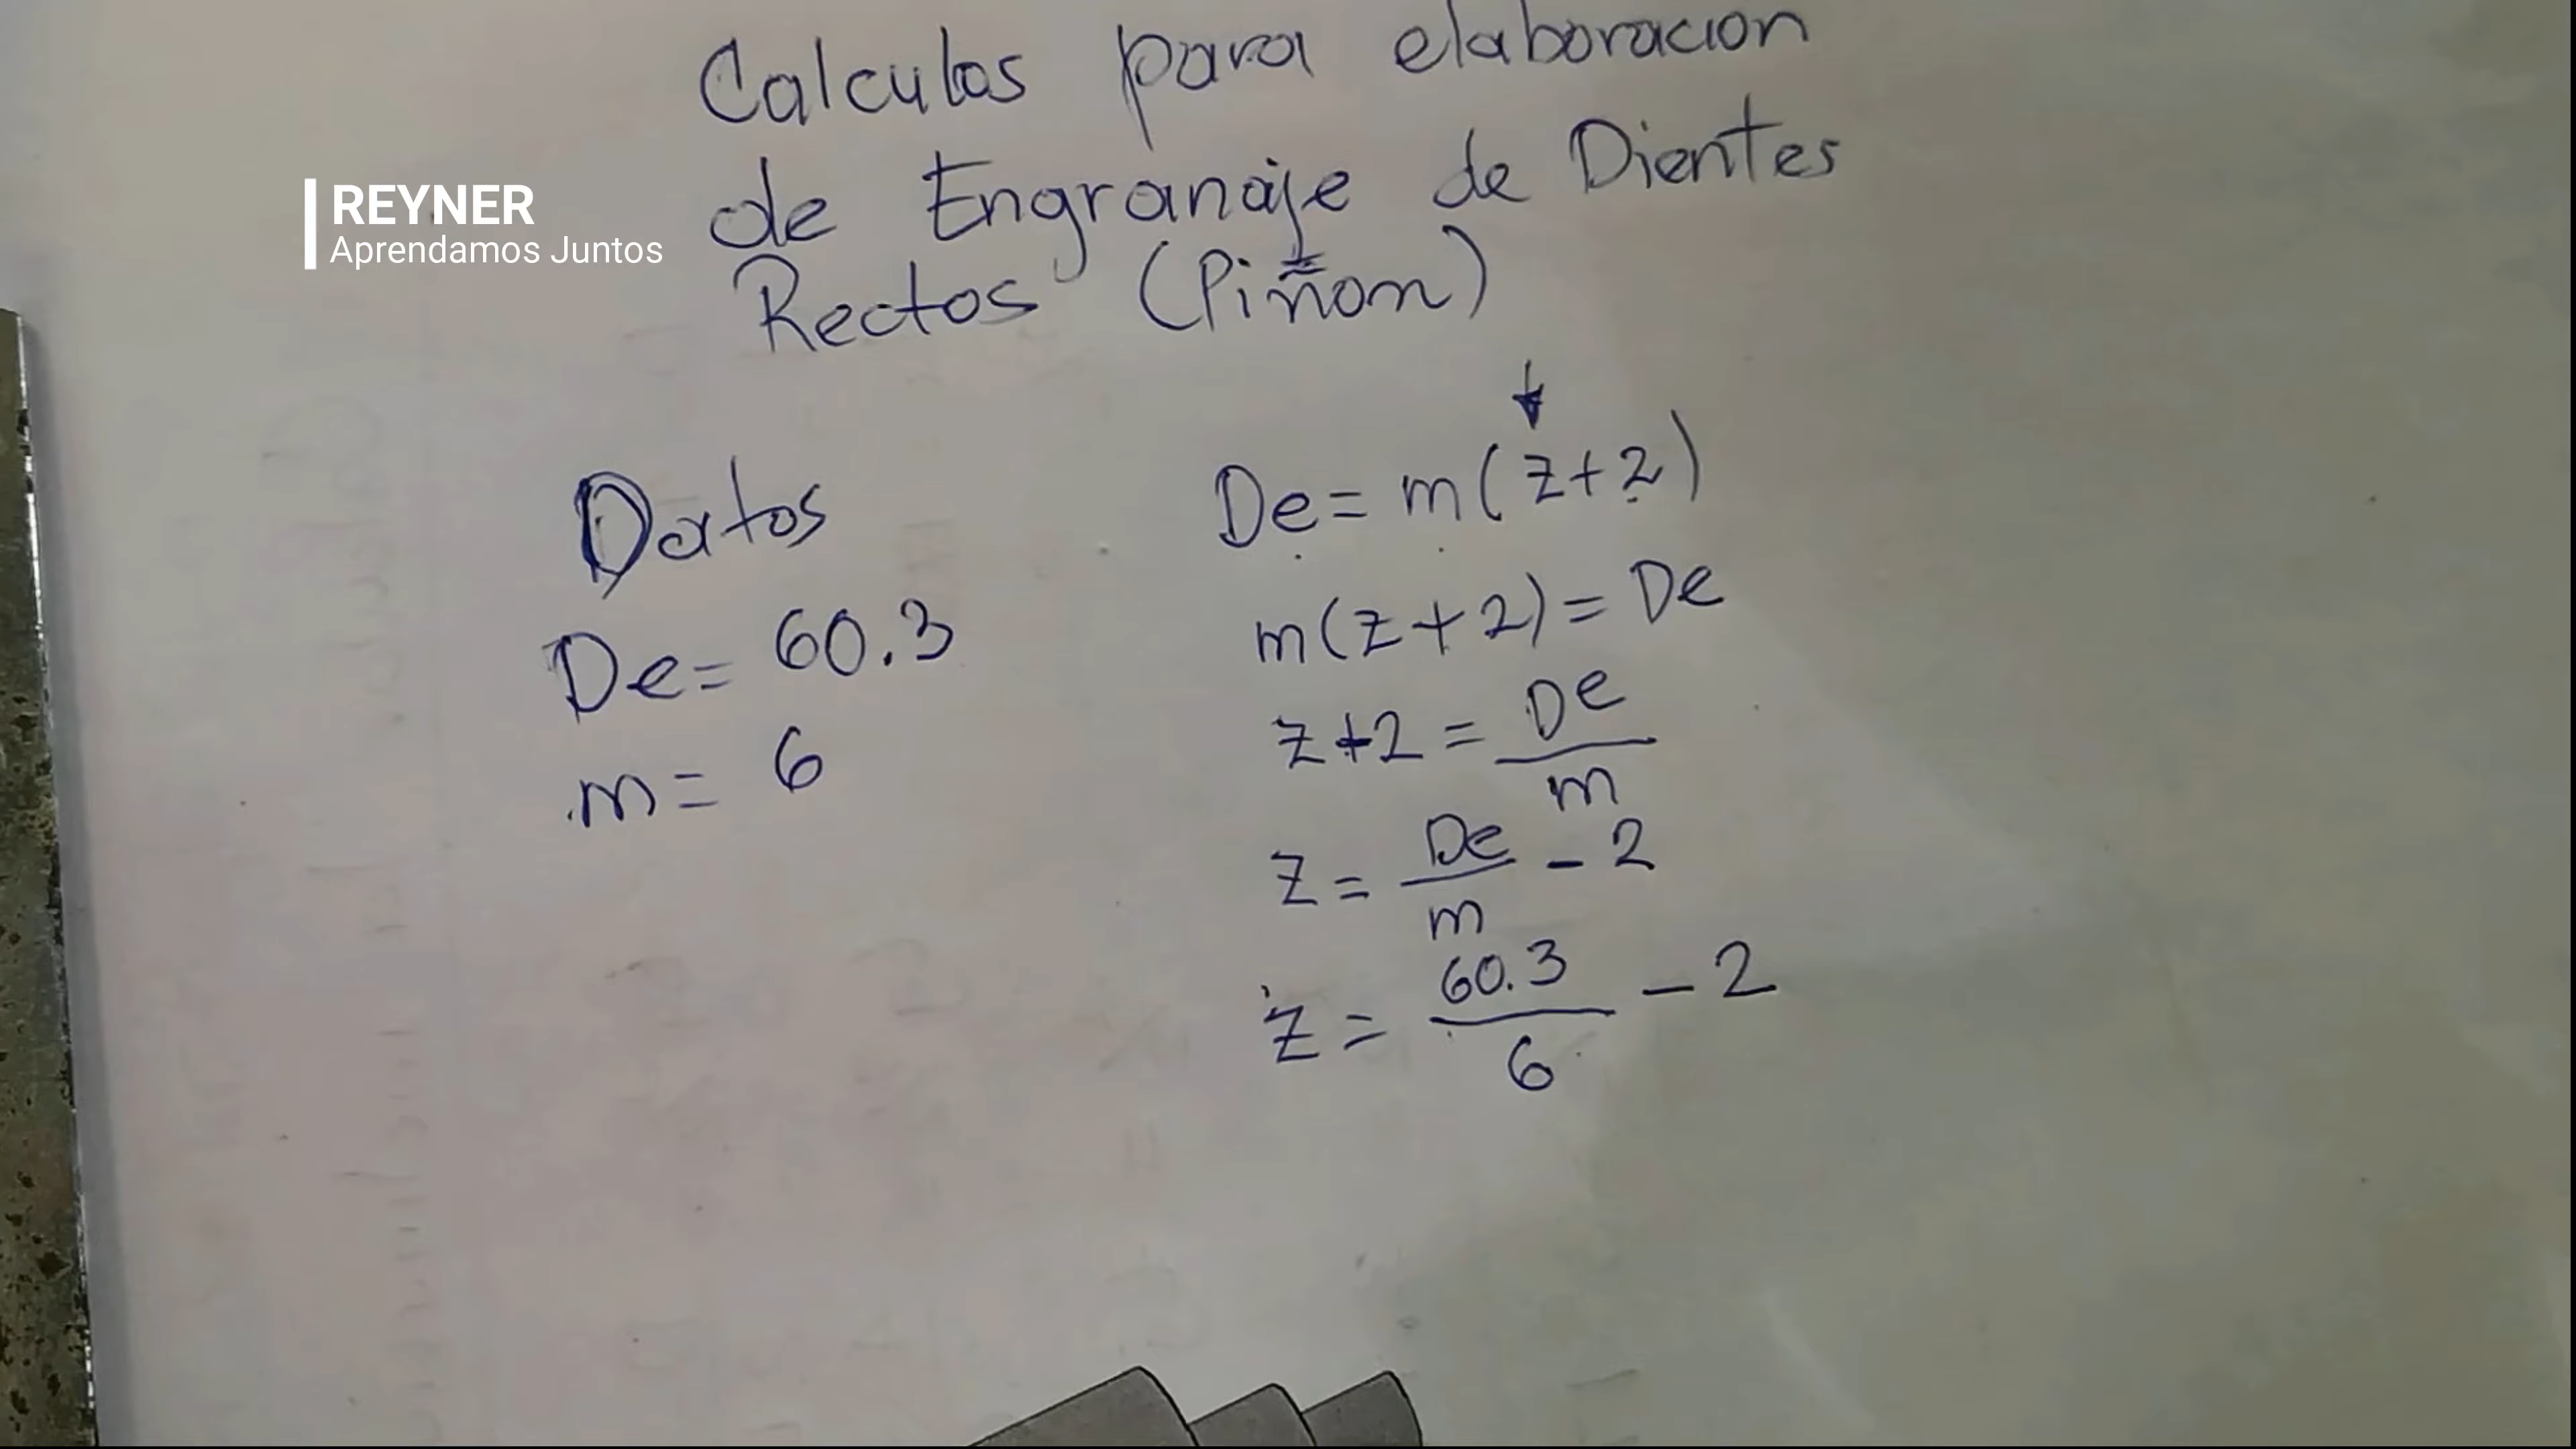 Calculos para elaboracion
de Engranaje de Dientes
Rectos (Piñom)
REYNER
Aprendamos Juntos
Datos
De= 60.3
m= 6
De= m(z+2)
m(z+2)= De
z+2 = De/m
z= De/m - 2
z= 60.3/6 - 2